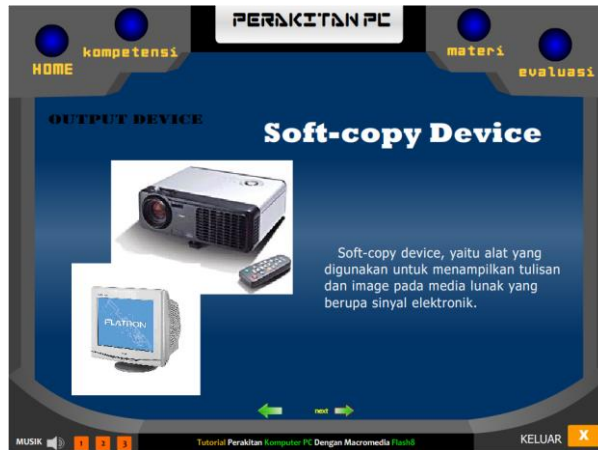 PERAKITAN PC
HOME
kompetensi
materi
evaluasi
OUTPUT DEVICE
Soft-copy Device
Soft-copy device, yaitu alat yang
digunakan untuk menampilkan tulisan
dan image pada media lunak yang
berupa sinyal elektronik.
FLATRON
next
MUSIK 1 2 3
Tutorial Perakitan Komputer PC Dengan Macromedia Flash8
KELUAR X